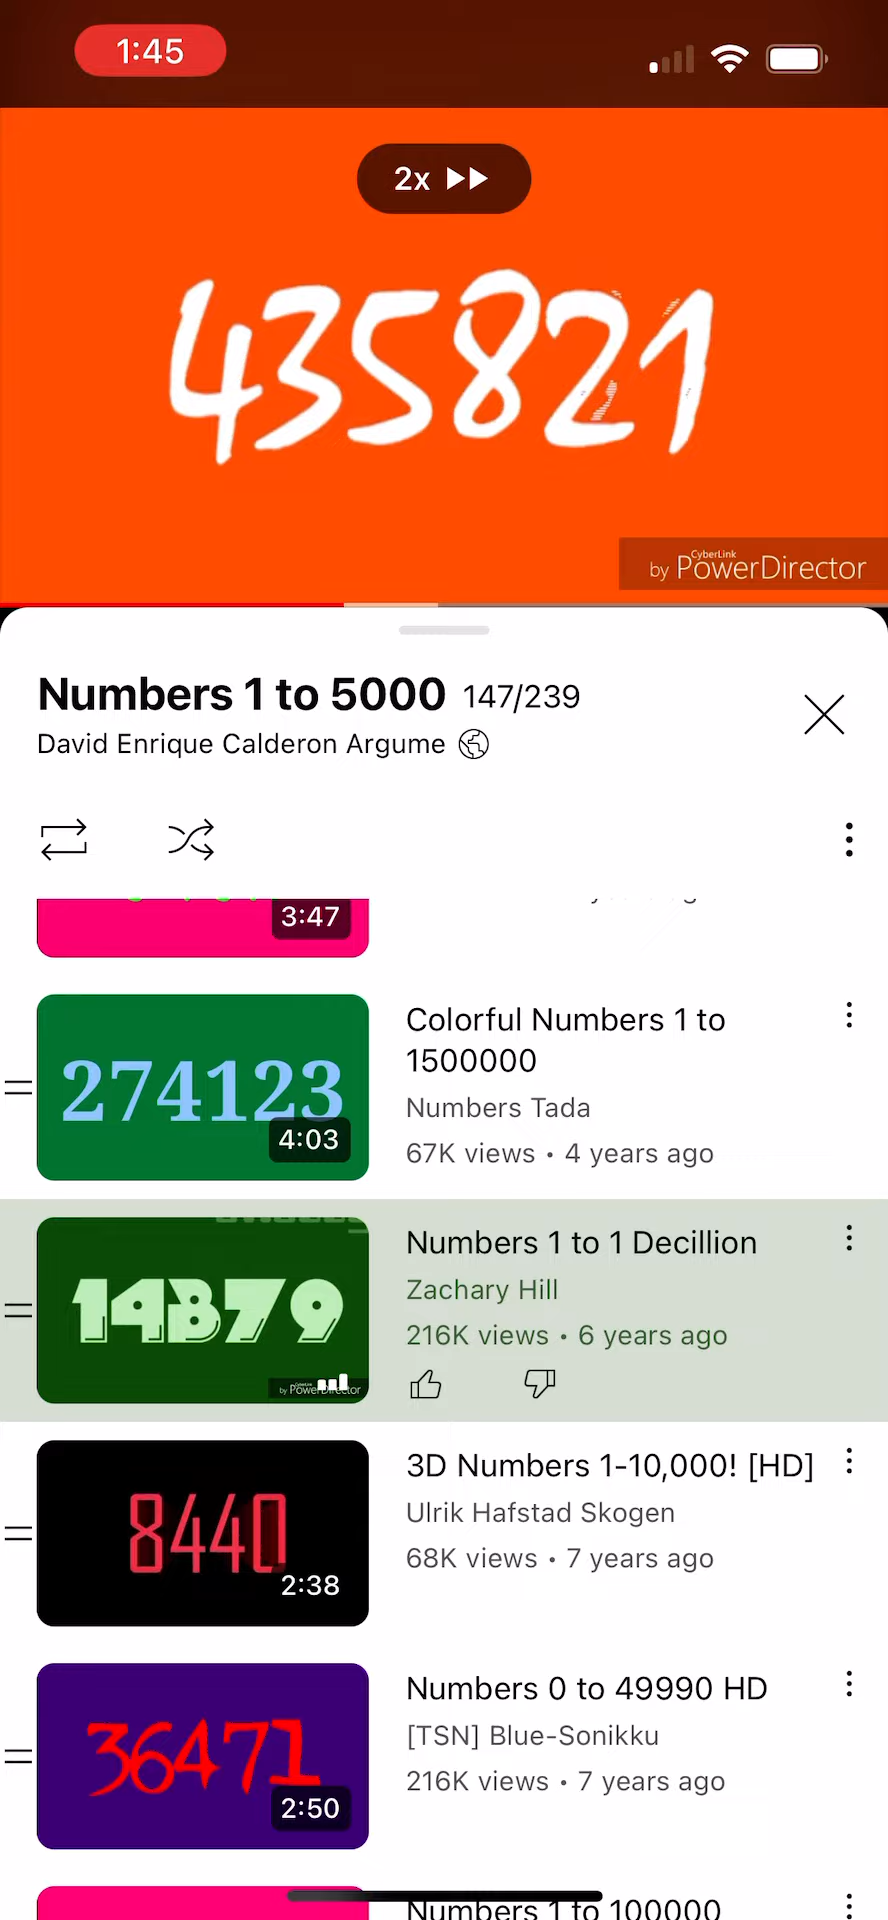 1:45
2x
435821
by CyberLink PowerDirector
Numbers 1 to 5000 147/239
David Enrique Calderon Argume
3:47
274123
4:03
Colorful Numbers 1 to
1500000
Numbers Tada
67K views • 4 years ago
14879
by CyberLink PowerDirector
Numbers 1 to 1 Decillion
Zachary Hill
216K views • 6 years ago
8440
2:38
3D Numbers 1-10,000! [HD]
Ulrik Hafstad Skogen
68K views • 7 years ago
36471
2:50
Numbers 0 to 49990 HD
[TSN] Blue-Sonikku
216K views • 7 years ago
Numbers 1 to 100000